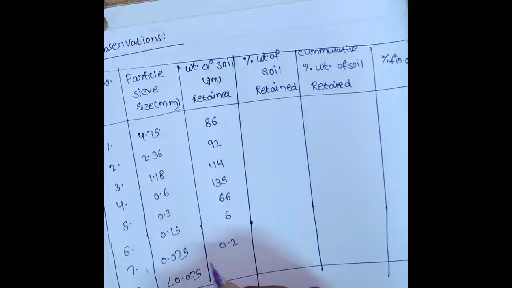 servations:
Particle sieve size(mm) | wt of soil (gm) Retained | % wt of soil Retained | Cummulative % wt. of soil Retained | % fin
1. 4.75 86
2. 2.36 92
3. 1.18 114
4. 0.6 135
5. 0.3 66
6. 0.15 6
7. 0.075 0.2
<0.075